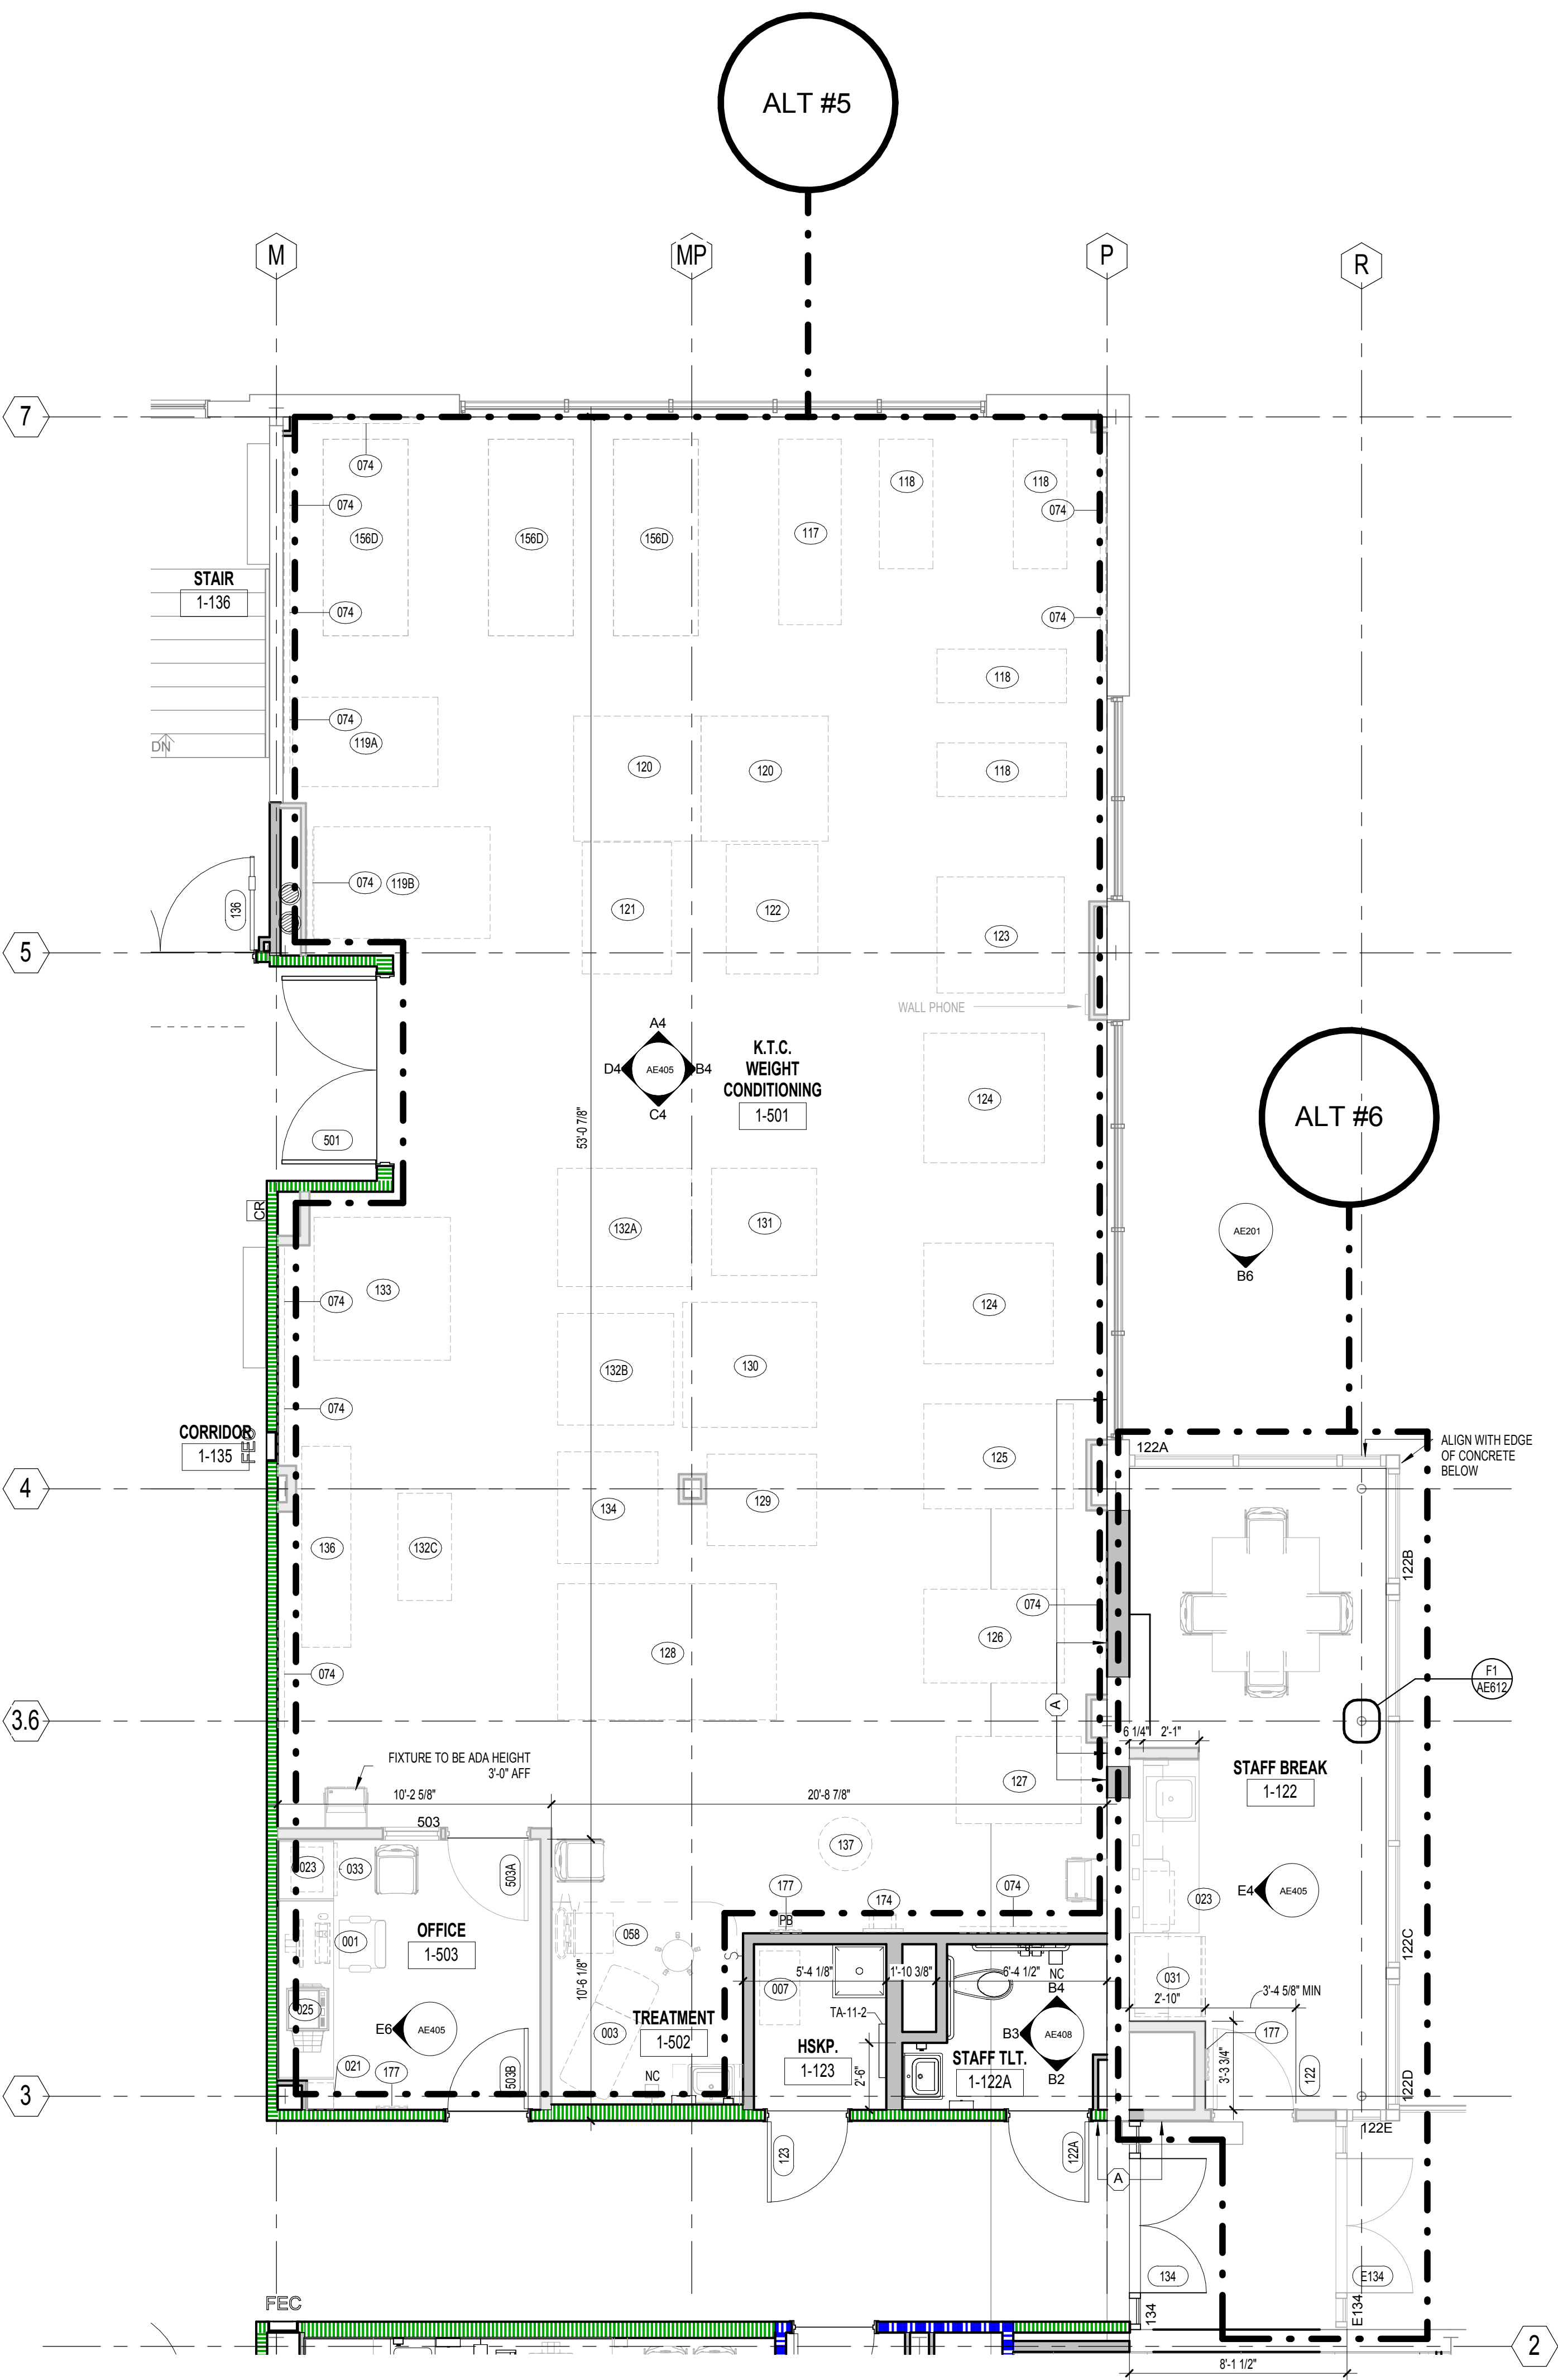 ALT #5
M
MP
P
R
7
074
074
118
118
074
156D
156D
156D
117
STAIR
1-136
074
074
118
074
119A
120
120
118
DN
074
119B
136
121
122
123
5
WALL PHONE
A4
D4
AE405
B4
C4
K.T.C.
WEIGHT
CONDITIONING
1-501
53'-0 7/8"
124
ALT #6
501
CR
132A
131
AE201
B6
133
074
124
132B
130
074
CORRIDOR
1-135
FEC
122A
ALIGN WITH EDGE
OF CONCRETE
BELOW
125
4
134
129
136
132C
122B
074
126
128
074
F1
AE612
A
3.6
6 1/4"
2'-1"
FIXTURE TO BE ADA HEIGHT
3'-0" AFF
STAFF BREAK
1-122
127
10'-2 5/8"
20'-8 7/8"
503
137
023
033
503A
177
174
074
E4
AE405
023
PB
OFFICE
1-503
001
058
122C
5'-4 1/8"
1'-10 3/8"
6'-4 1/2"
NC
031
007
10'-6 1/8"
B4
2'-10"
3'-4 5/8" MIN
025
TA-11-2
E6
AE405
TREATMENT
1-502
003
B3
AE408
177
HSKP.
1-123
STAFF TLT.
1-122A
021
177
NC
2'-6"
B2
3'-3 3/4"
503B
122
122D
3
122E
123
122A
A
134
E134
FEC
134
E134
2
8'-1 1/2"